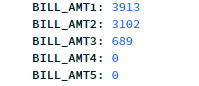 BILL_AMT1: 3913
BILL_AMT2: 3102
BILL_AMT3: 689
BILL_AMT4: 0
BILL_AMT5: 0